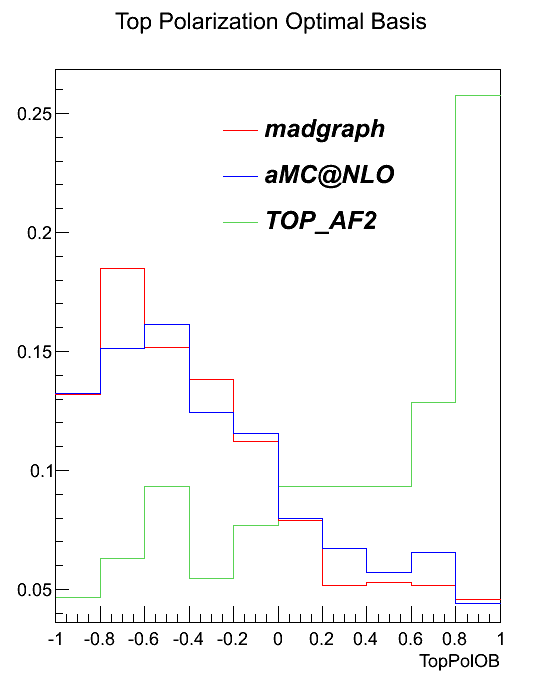 Top Polarization Optimal Basis
0.25
madgraph
aMC@NLO
TOP_AF2
0.2
0.15
0.1
0.05
-1 -0.8 -0.6 -0.4 -0.2 0 0.2 0.4 0.6 0.8 1
TopPolOB